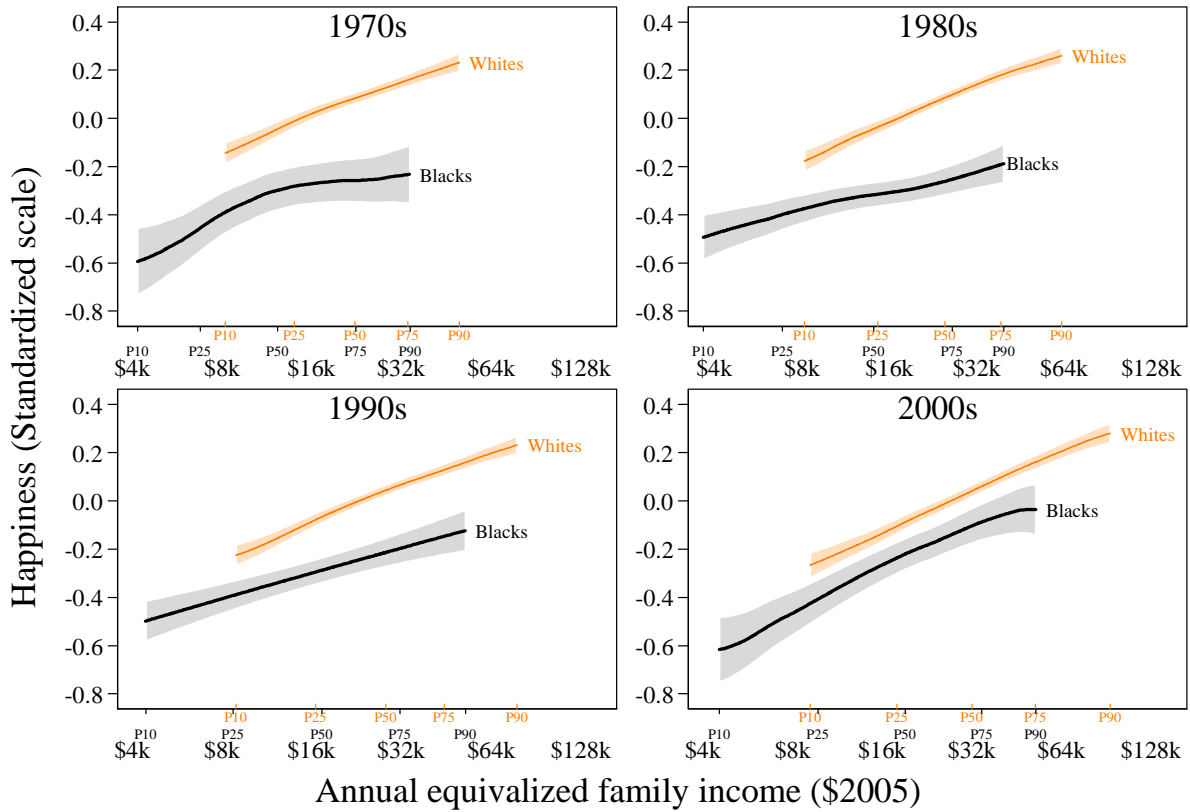 Happiness (Standardized scale)
1970s
0.4
0.2
0.0
-0.2
-0.4
-0.6
-0.8
Whites
Blacks
P10 P25 P50 P75 P90
P10 P25 P50 P75 P90
$4k $8k $16k $32k $64k $128k
1980s
0.4
0.2
0.0
-0.2
-0.4
-0.6
-0.8
Whites
Blacks
P10 P25 P50 P75 P90
P10 P25 P50 P75 P90
$4k $8k $16k $32k $64k $128k
1990s
0.4
0.2
0.0
-0.2
-0.4
-0.6
-0.8
Whites
Blacks
P10 P25 P50 P75 P90
P10 P25 P50 P75 P90
$4k $8k $16k $32k $64k $128k
2000s
0.4
0.2
0.0
-0.2
-0.4
-0.6
-0.8
Whites
Blacks
P10 P25 P50 P75 P90
P10 P25 P50 P75 P90
$4k $8k $16k $32k $64k $128k
Annual equivalized family income ($2005)